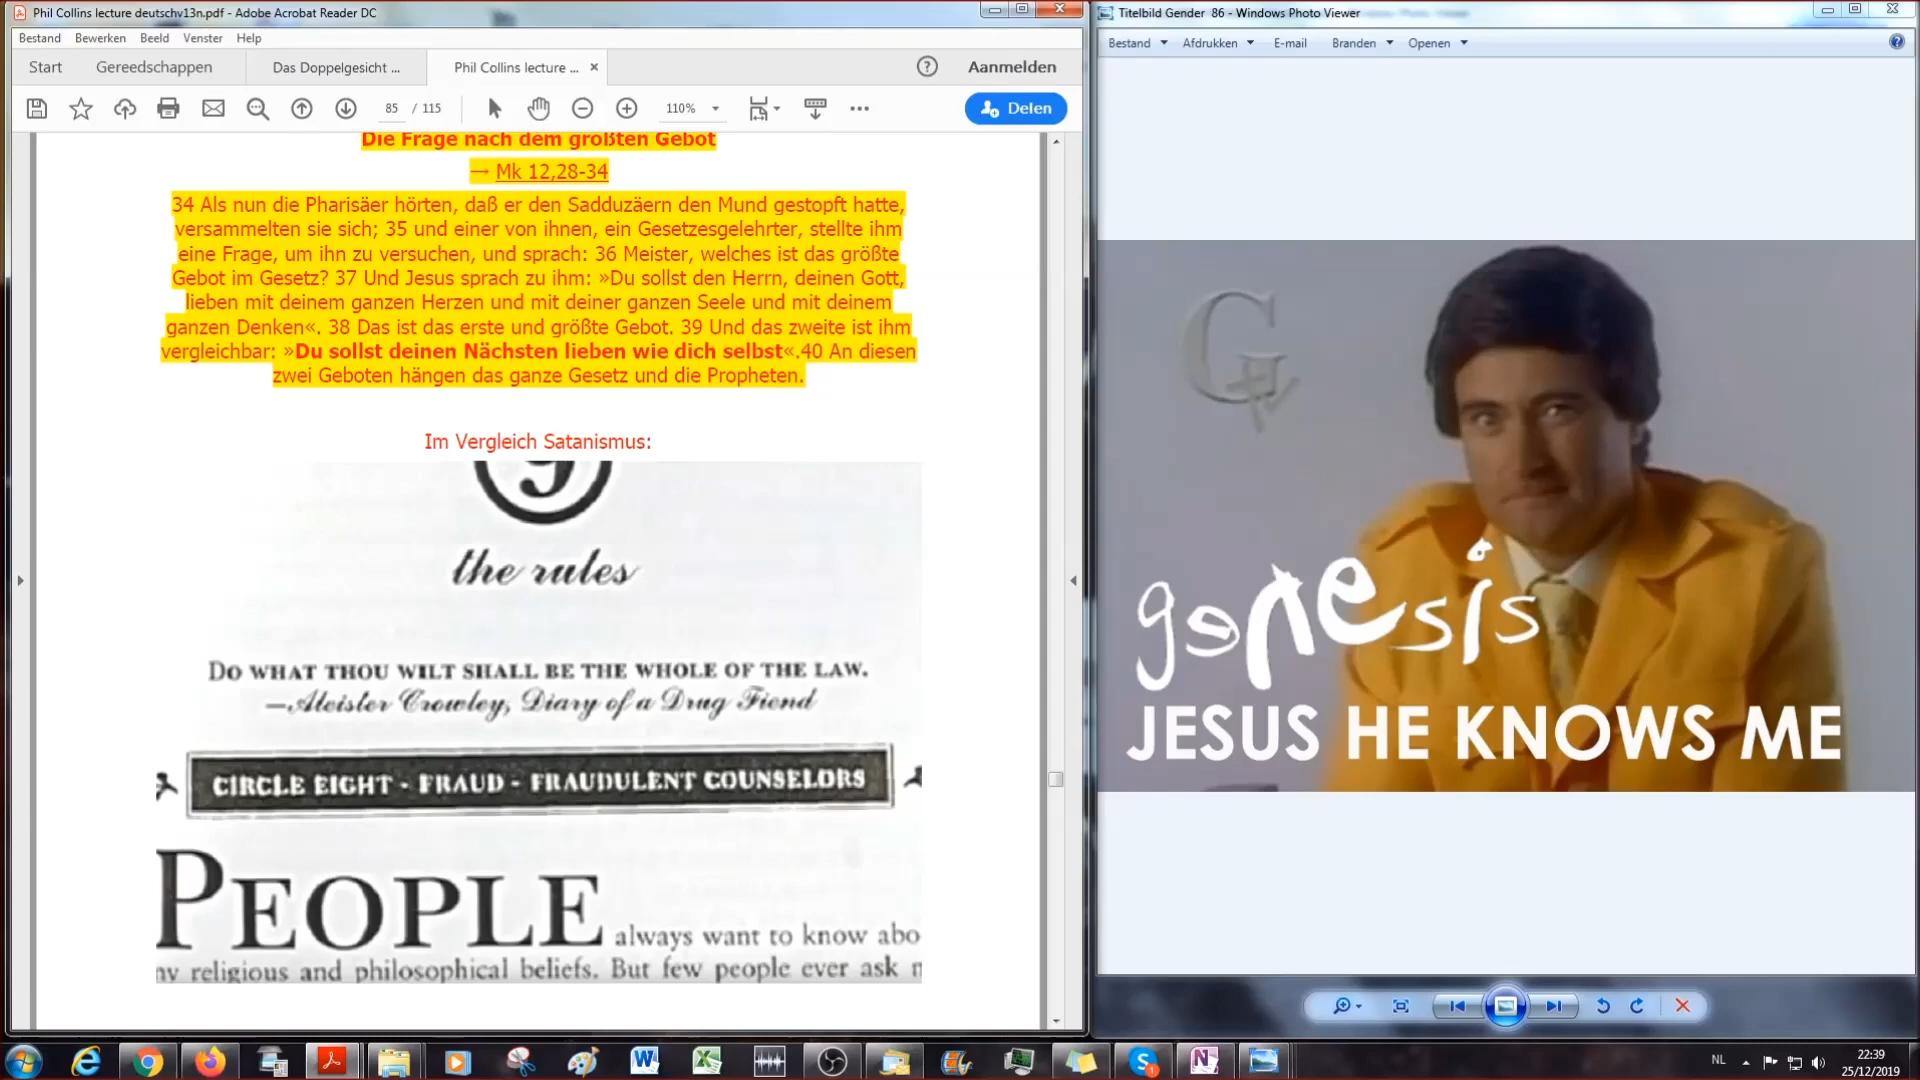 Phil Collins lecture deutschv13n.pdf - Adobe Acrobat Reader DC
Bestand Bewerken Beeld Venster Help
Start Gereedschappen Das Doppelgesicht ... Phil Collins lecture ... × Aanmelden
85 / 115 110% Delen
Die Frage nach dem größten Gebot
→ Mk 12,28-34
34 Als nun die Pharisäer hörten, daß er den Sadduzäern den Mund gestopft hatte,
versammelten sie sich; 35 und einer von ihnen, ein Gesetzesgelehrter, stellte ihm
eine Frage, um ihn zu versuchen, und sprach: 36 Meister, welches ist das größte
Gebot im Gesetz? 37 Und Jesus sprach zu ihm: »Du sollst den Herrn, deinen Gott,
lieben mit deinem ganzen Herzen und mit deiner ganzen Seele und mit deinem
ganzen Denken«. 38 Das ist das erste und größte Gebot. 39 Und das zweite ist ihm
vergleichbar: »Du sollst deinen Nächsten lieben wie dich selbst«.40 An diesen
zwei Geboten hängen das ganze Gesetz und die Propheten.
Im Vergleich Satanismus:
9
the rules
DO WHAT THOU WILT SHALL BE THE WHOLE OF THE LAW.
—Aleister Crowley, Diary of a Drug Fiend
CIRCLE EIGHT - FRAUD - FRAUDULENT COUNSELORS
PEOPLE always want to know abo
ny religious and philosophical beliefs. But few people ever ask
Titelbild Gender 86 - Windows Photo Viewer
Bestand Afdrukken E-mail Branden Openen
GTV
genesis
JESUS HE KNOWS ME
NL
22:39
25/12/2019